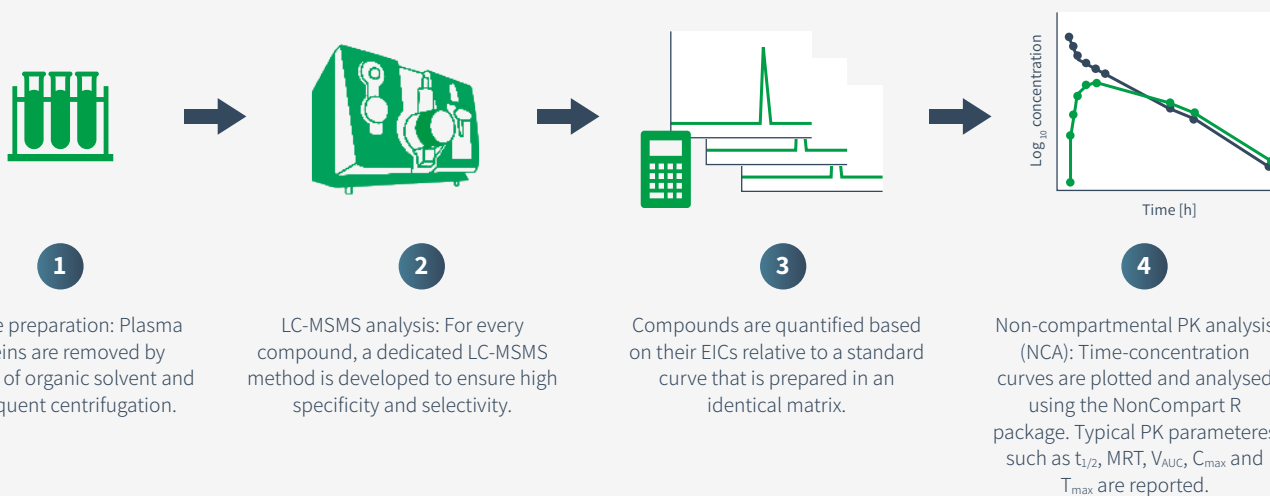 Log 10 concentration
Time [h]
1
2
3
4
preparation: Plasma
are removed by
of organic solvent and
centrifugation.
LC-MSMS analysis: For every
compound, a dedicated LC-MSMS
method is developed to ensure high
specificity and selectivity.
Compounds are quantified based
on their EICs relative to a standard
curve that is prepared in an
identical matrix.
Non-compartmental PK analysis
(NCA): Time-concentration
curves are plotted and analysed
using the NonCompart R
package. Typical PK parameteres
such as t1/2, MRT, VAUC, Cmax and
Tmax are reported.